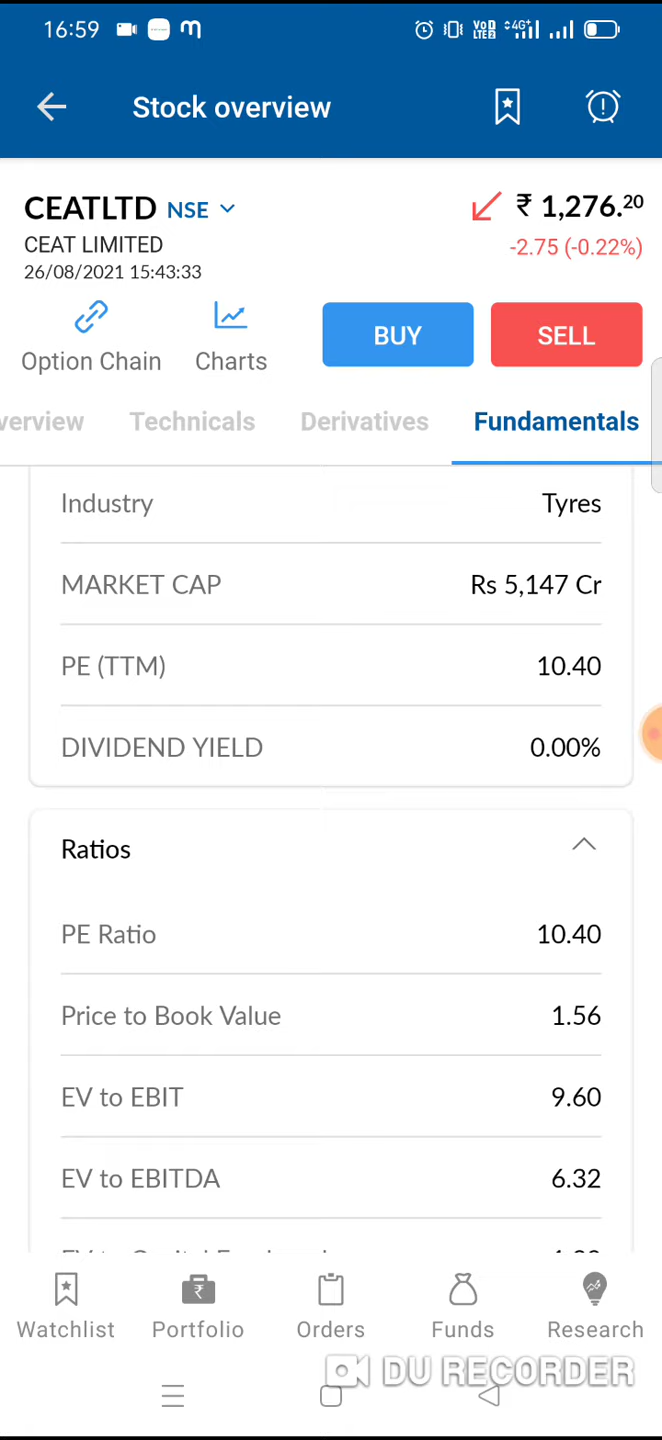 16:59 VoD LTE2 4G+
Stock overview
CEATLTD NSE ₹ 1,276.20
CEAT LIMITED -2.75 (-0.22%)
26/08/2021 15:43:33
Option Chain Charts BUY SELL
verview Technicals Derivatives Fundamentals
Industry Tyres
MARKET CAP Rs 5,147 Cr
PE (TTM) 10.40
DIVIDEND YIELD 0.00%
Ratios
PE Ratio 10.40
Price to Book Value 1.56
EV to EBIT 9.60
EV to EBITDA 6.32
Watchlist Portfolio Orders Funds Research
DU RECORDER